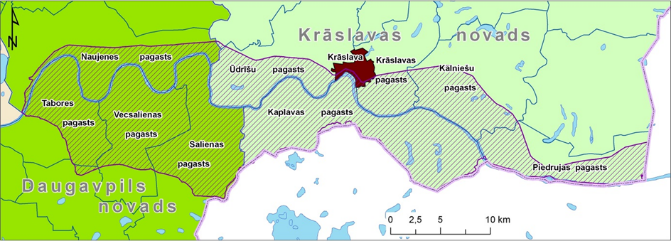 N
Krāslavas novads
Naujenes pagasts
Krāslava
Krāslavas
pagasts
Ūdrīšu
pagasts
Kalniešu
pagasts
Tabores
pagasts
Vecsalienas
pagasts
Kaplavas pagasts
Salienas
pagasts
Piedrujas pagasts
Daugavpils
novads
0 2,5 5 10 km